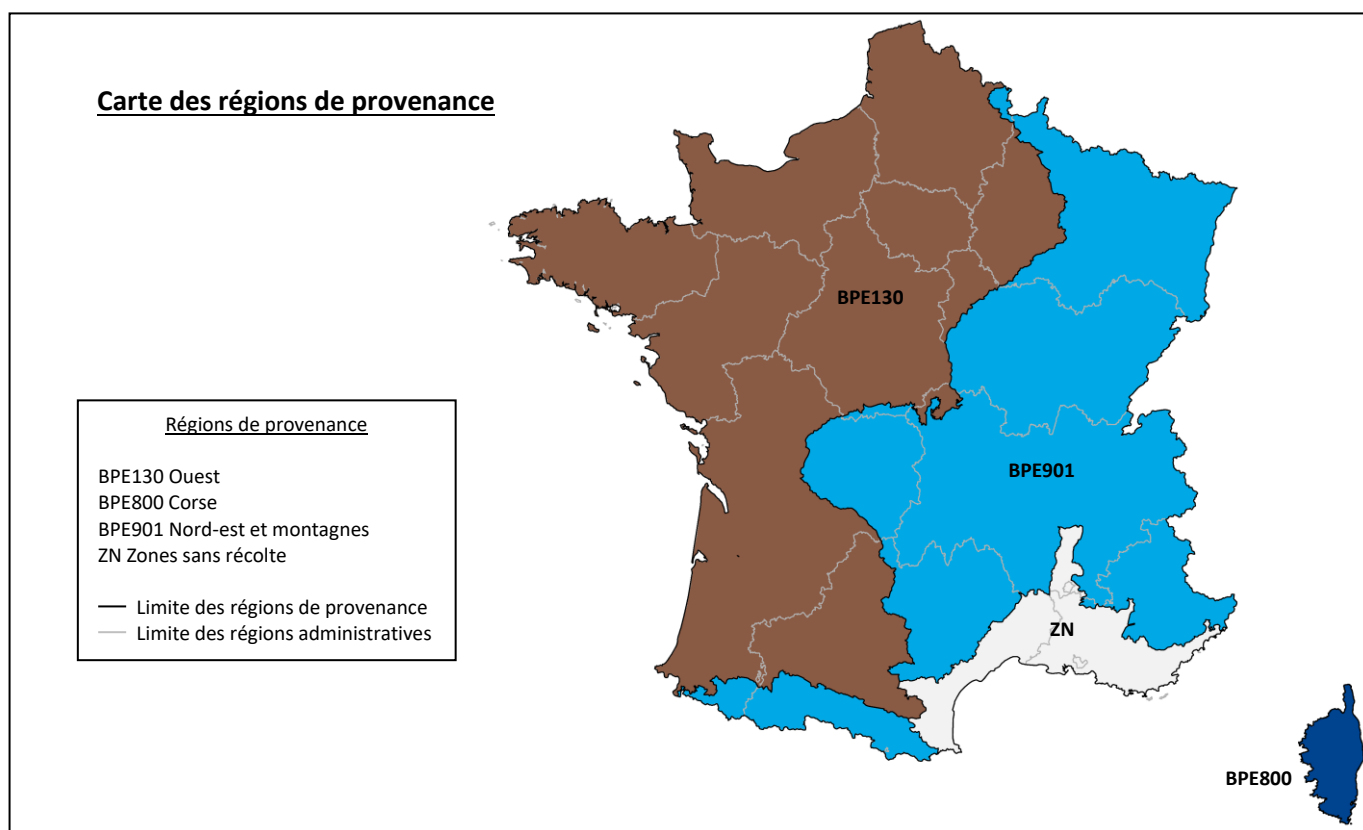 Carte des régions de provenance
BPE130
Régions de provenance
BPE130 Ouest
BPE800 Corse
BPE901 Nord-est et montagnes
ZN Zones sans récolte
Limite des régions de provenance
Limite des régions administratives
BPE901
ZN
BPE800